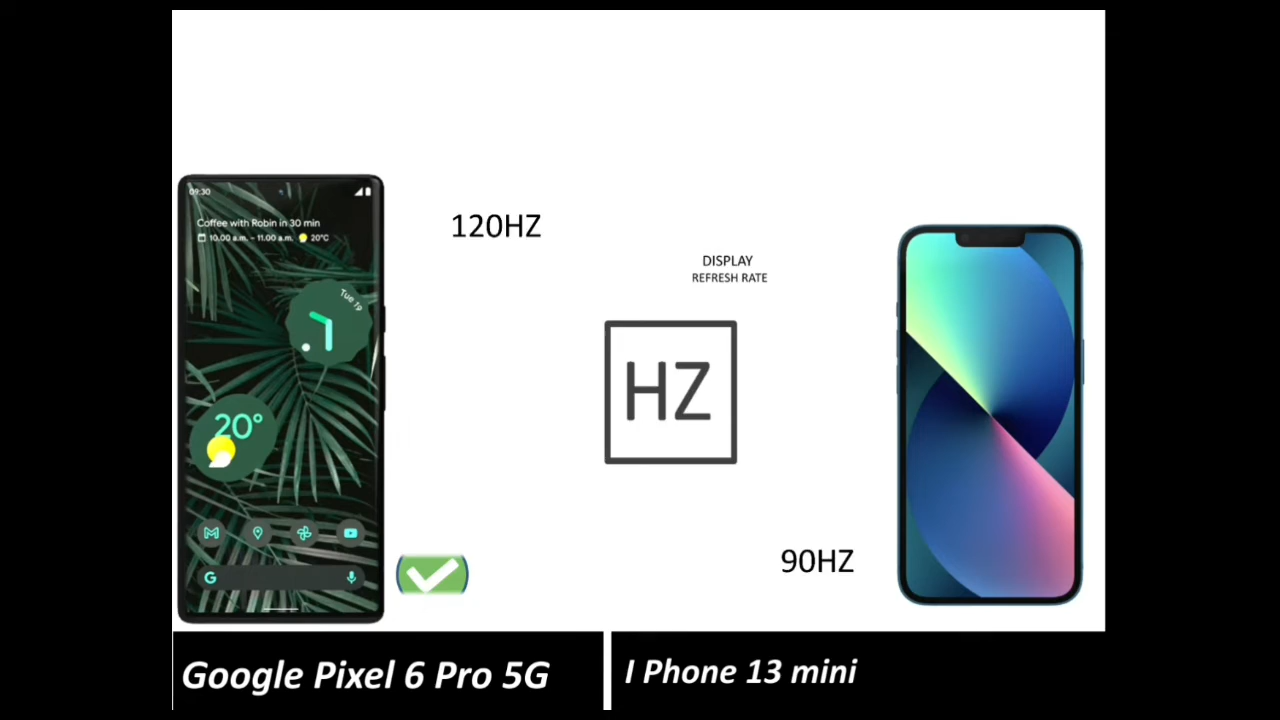 09:30
Coffee with Robin in 30 min
10.00 a.m. – 11.00 a.m. 20°C
Tue 19
20°
G
120HZ
DISPLAY
REFRESH RATE
HZ
90HZ
Google Pixel 6 Pro 5G
I Phone 13 mini